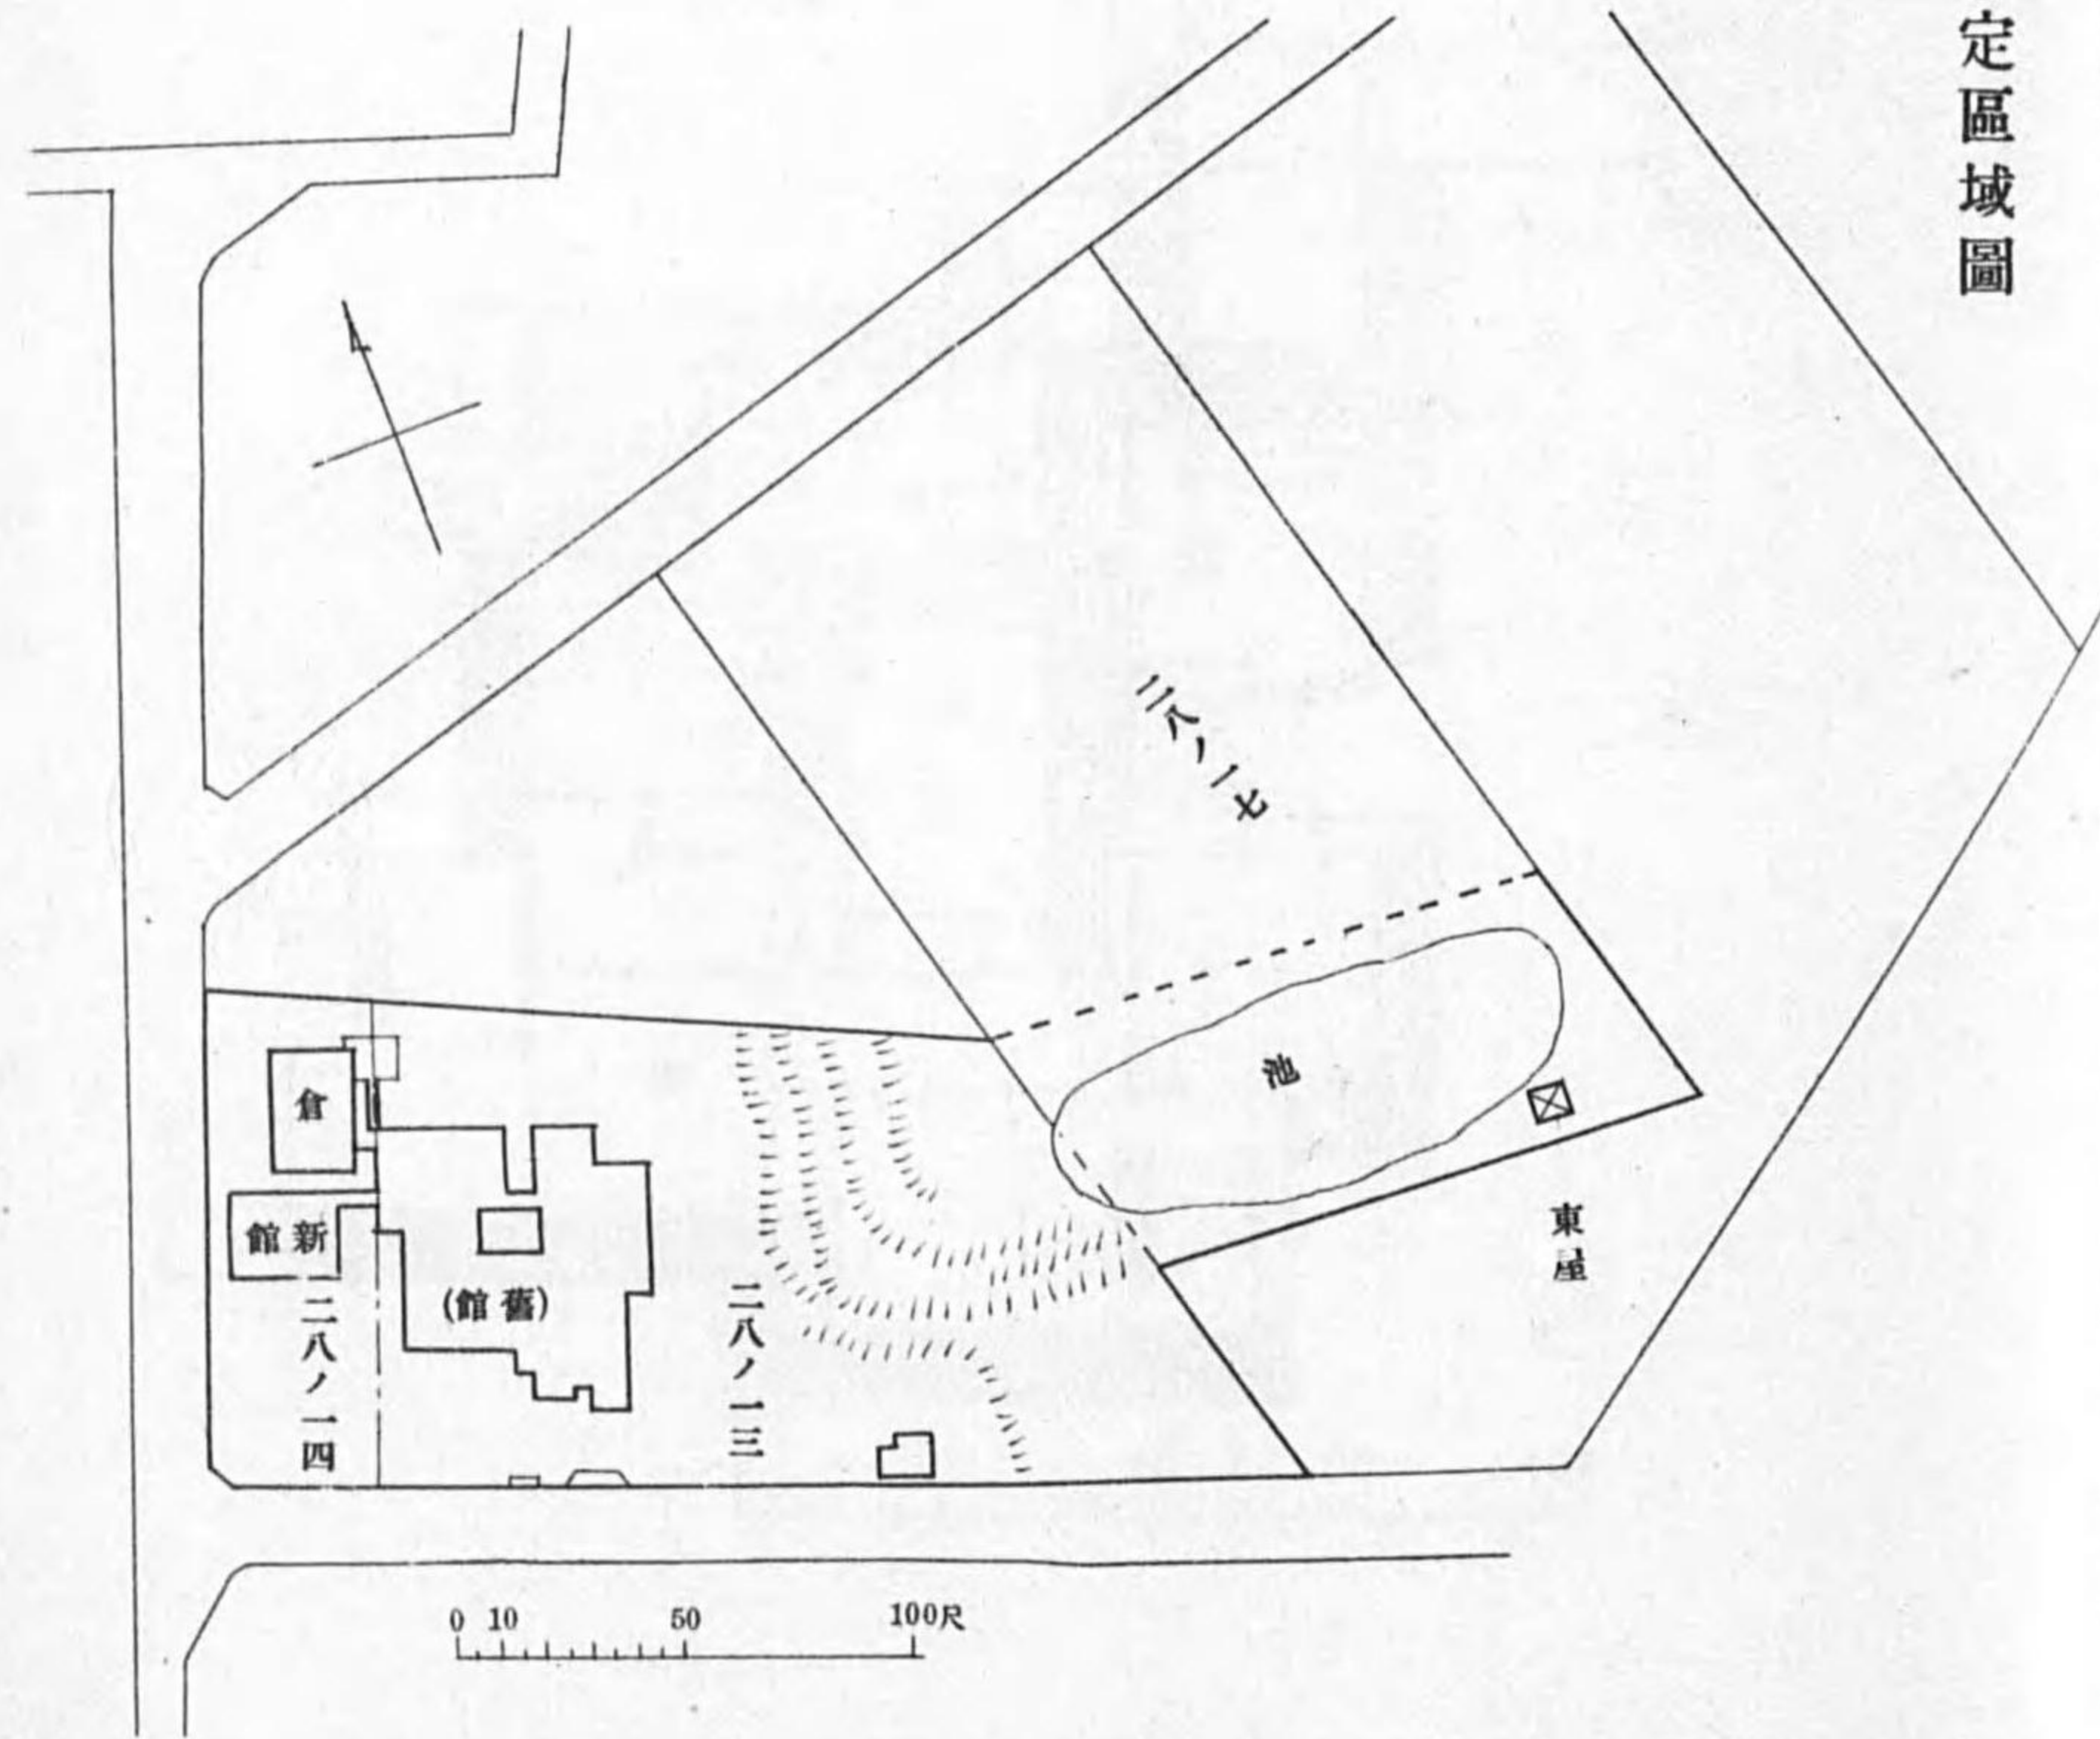 定區域圖
二八ノ一七
池
東屋
倉
館新
(館舊)
二八ノ一四
二八ノ一三
0 10 50 100尺